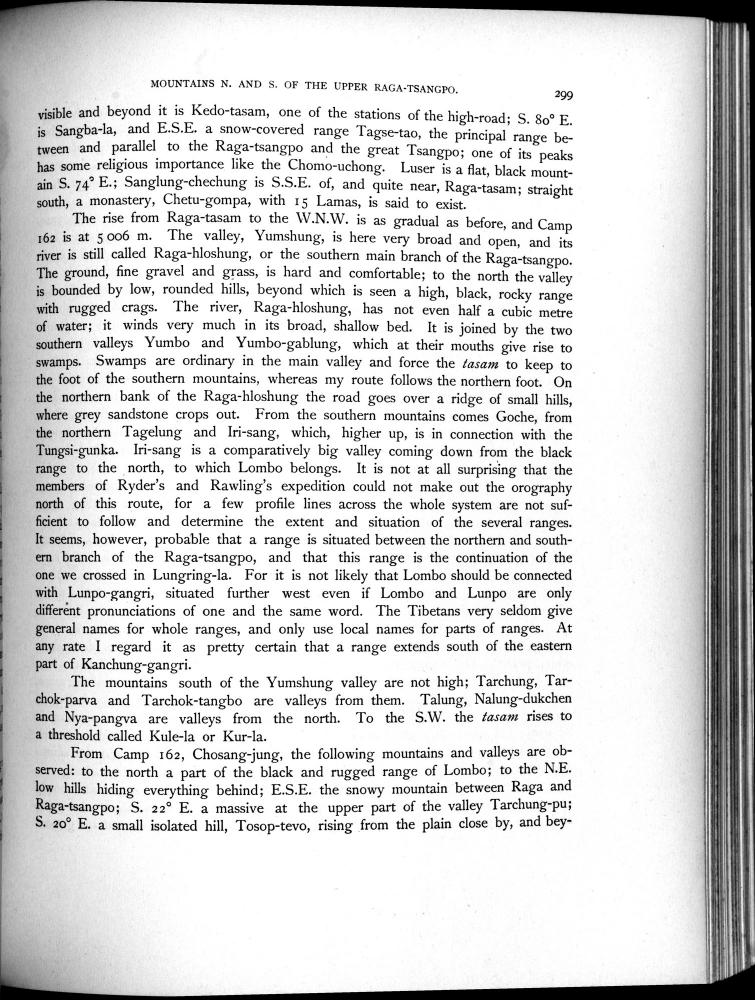 MOUNTAINS N. AND S. OF THE UPPER RAGA-TSANGPO.
299
visible and beyond it is Kedo-tasam, one of the stations of the high-road; S. 80° E.
is Sangba-la, and E.S.E. a snow-covered range Tagse-tao, the principal range be-
tween and parallel to the Raga-tsangpo and the great Tsangpo; one of its peaks
has some religious importance like the Chomo-uchong. Luser is a flat, black mount-
ain S. 74° E.; Sanglung-chechung is S.S.E. of, and quite near, Raga-tasam; straight
south, a monastery, Chetu-gompa, with 15 Lamas, is said to exist.
The rise from Raga-tasam to the W.N.W. is as gradual as before, and Camp
162 is at 5 006 m. The valley, Yumshung, is here very broad and open, and its
river is still called Raga-hloshung, or the southern main branch of the Raga-tsangpo.
The ground, fine gravel and grass, is hard and comfortable; to the north the valley
is bounded by low, rounded hills, beyond which is seen a high, black, rocky range
with rugged crags. The river, Raga-hloshung, has not even half a cubic metre
of water; it winds very much in its broad, shallow bed. It is joined by the two
southern valleys Yumbo and Yumbo-gablung, which at their mouths give rise to
swamps. Swamps are ordinary in the main valley and force the tasam to keep to
the foot of the southern mountains, whereas my route follows the northern foot. On
the northern bank of the Raga-hloshung the road goes over a ridge of small hills,
where grey sandstone crops out. From the southern mountains comes Goche, from
the northern Tagelung and Iri-sang, which, higher up, is in connection with the
Tungsi-gunka. Iri-sang is a comparatively big valley coming down from the black
range to the north, to which Lombo belongs. It is not at all surprising that the
members of Ryder's and Rawling's expedition could not make out the orography
north of this route, for a few profile lines across the whole system are not suf-
ficient to follow and determine the extent and situation of the several ranges.
It seems, however, probable that a range is situated between the northern and south-
ern branch of the Raga-tsangpo, and that this range is the continuation of the
one we crossed in Lungring-la. For it is not likely that Lombo should be connected
with Lunpo-gangri, situated further west even if Lombo and Lunpo are only
different pronunciations of one and the same word. The Tibetans very seldom give
general names for whole ranges, and only use local names for parts of ranges. At
any rate I regard it as pretty certain that a range extends south of the eastern
part of Kanchung-gangri.
The mountains south of the Yumshung valley are not high; Tarchung, Tar-
chok-parva and Tarchok-tangbo are valleys from them. Talung, Nalung-dukchen
and Nya-pangva are valleys from the north. To the S.W. the tasam rises to
a threshold called Kule-la or Kur-la.
From Camp 162, Chosang-jung, the following mountains and valleys are ob-
served: to the north a part of the black and rugged range of Lombo; to the N.E.
low hills hiding everything behind; E.S.E. the snowy mountain between Raga and
Raga-tsangpo; S. 22° E. a massive at the upper part of the valley Tarchung-pu;
S. 20° E. a small isolated hill, Tosop-tevo, rising from the plain close by, and bey-